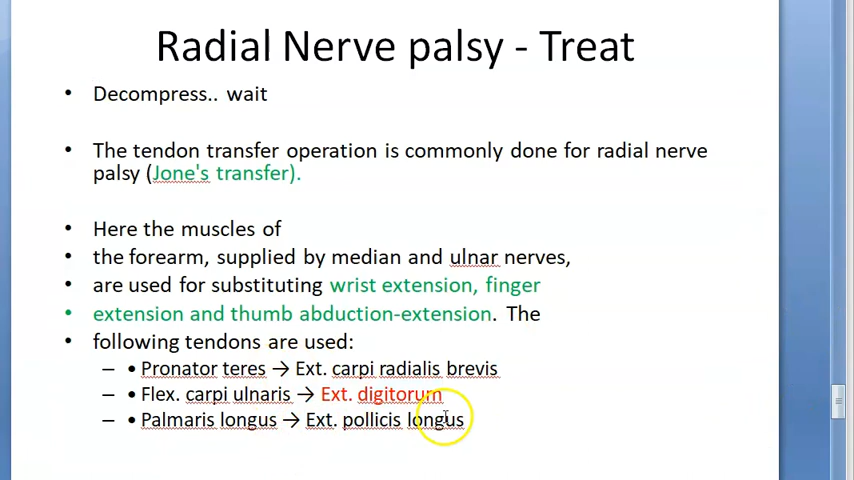 Radial Nerve palsy - Treat
• Decompress.. wait
• The tendon transfer operation is commonly done for radial nerve
palsy (Jone's transfer).
• Here the muscles of
• the forearm, supplied by median and ulnar nerves,
• are used for substituting wrist extension, finger
• extension and thumb abduction-extension. The
• following tendons are used:
– • Pronator teres → Ext. carpi radialis brevis
– • Flex. carpi ulnaris → Ext. digitorum
– • Palmaris longus → Ext. pollicis longus